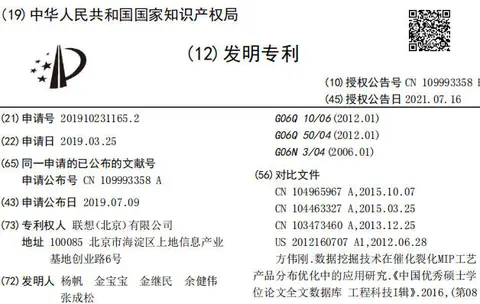 (19)中华人民共和国国家知识产权局
(12)发明专利
(10)授权公告号 CN 109993358
(45)授权公告日 2021.07.16
(21)申请号 201910231165.2
(22)申请日 2019.03.25
(65)同一申请的已公布的文献号
申请公布号 CN 109993358 A
(43)申请公布日 2019.07.09
(73)专利权人 联想(北京)有限公司
地址 100085 北京市海淀区上地信息产业
基地创业路6号
(72)发明人 杨帆 金宝宝 金继民 余健伟
张成松
G06Q 10/06(2012.01)
G06Q 50/04(2012.01)
G06N 3/04(2006.01)
(56)对比文件
CN 104965967 A,2015.10.07
CN 104463327 A,2015.03.25
CN 103473460 A,2013.12.25
US 2012160707 A1,2012.06.28
方伟刚.数据挖掘技术在催化裂化MIP工艺
产品分布优化中的应用研究.《中国优秀硕士学
位论文全文数据库 工程科技I辑》.2016,(第08